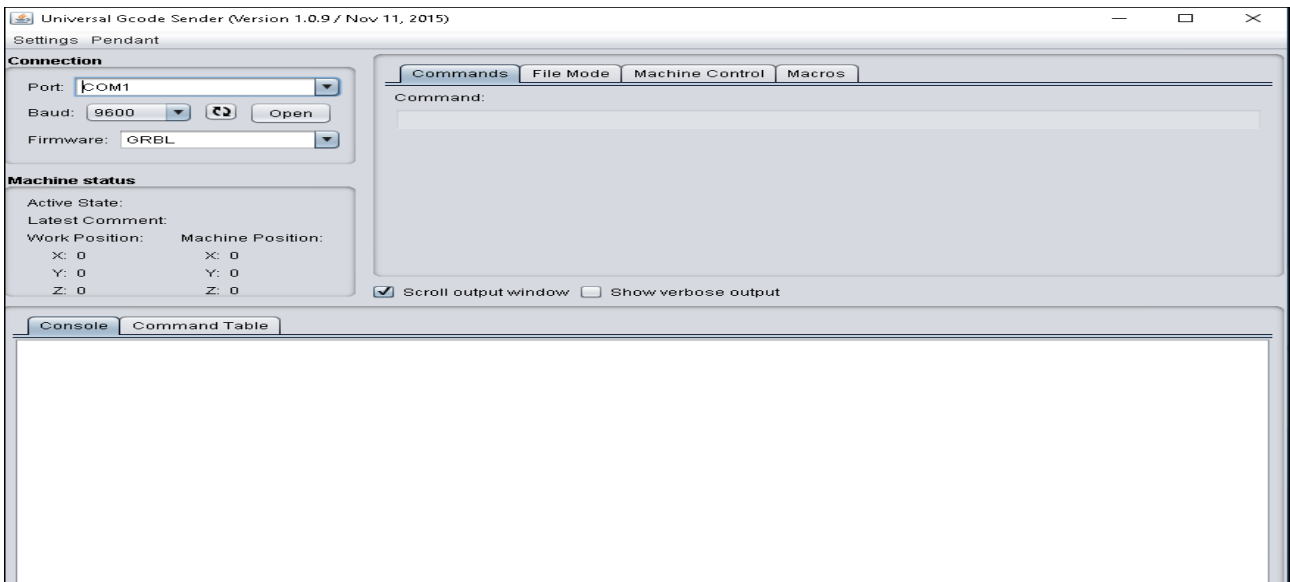 Universal Gcode Sender (Version 1.0.9 / Nov 11, 2015)
Settings Pendant
Connection
Port: COM1
Baud: 9600 Open
Firmware: GRBL
Machine status
Active State:
Latest Comment:
Work Position: Machine Position:
X: 0 X: 0
Y: 0 Y: 0
Z: 0 Z: 0
Commands File Mode Machine Control Macros
Command:
Scroll output window Show verbose output
Console Command Table